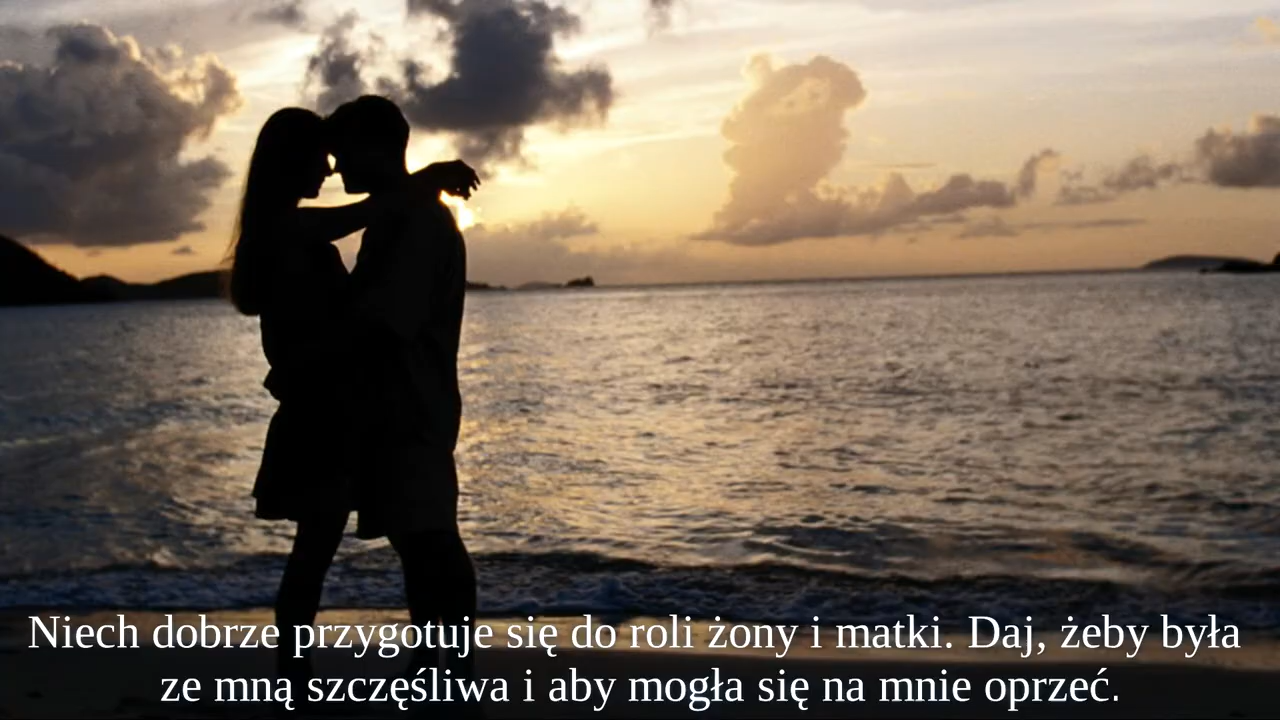 Niech dobrze przygotuje się do roli żony i matki. Daj, żeby była
ze mną szczęśliwa i aby mogła się na mnie oprzeć.